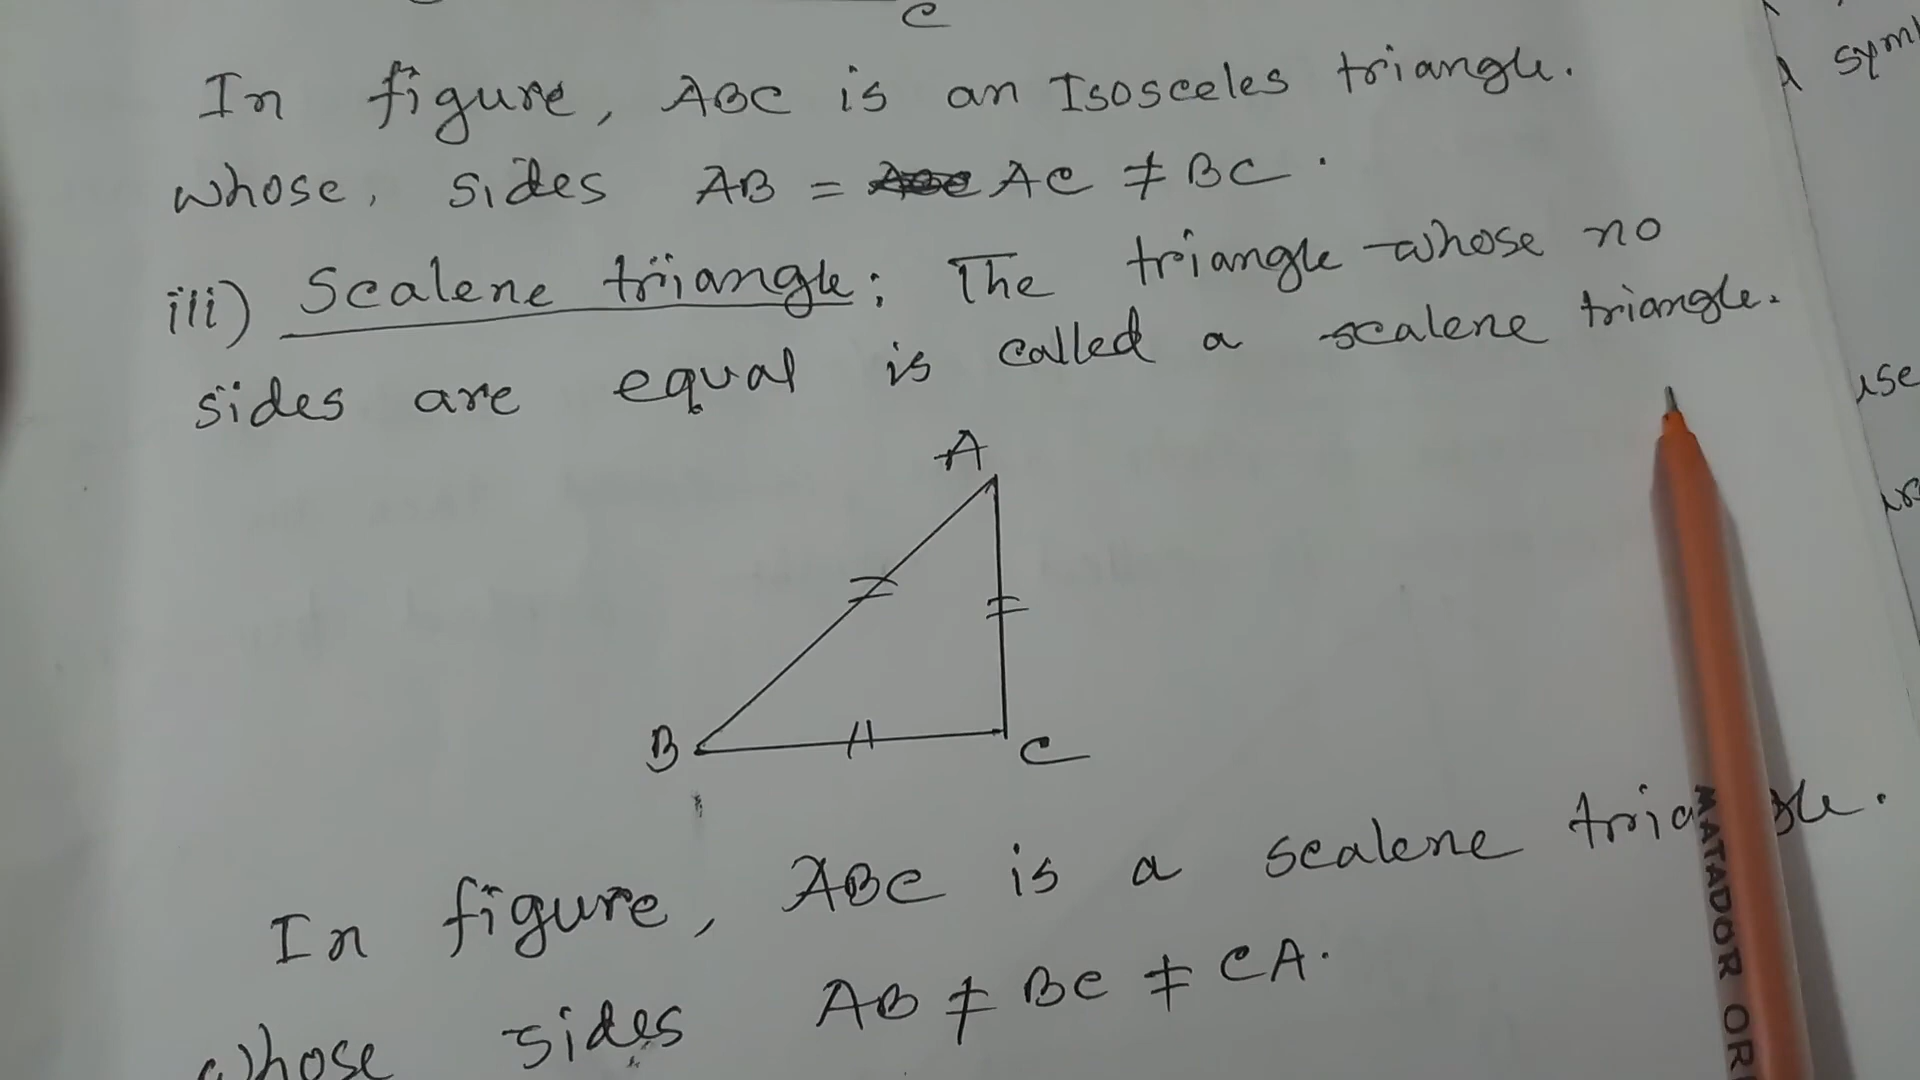 C
In figure, ABC is an Isosceles triangle.
whose, sides AB = AC ≠ BC.
iii) Scalene triangle: The triangle whose no
sides are equal is called a scalene triangle.
A
B
C
In figure, ABC is a scalene
whose sides AB ≠ BC ≠ CA.
MATADOR OR